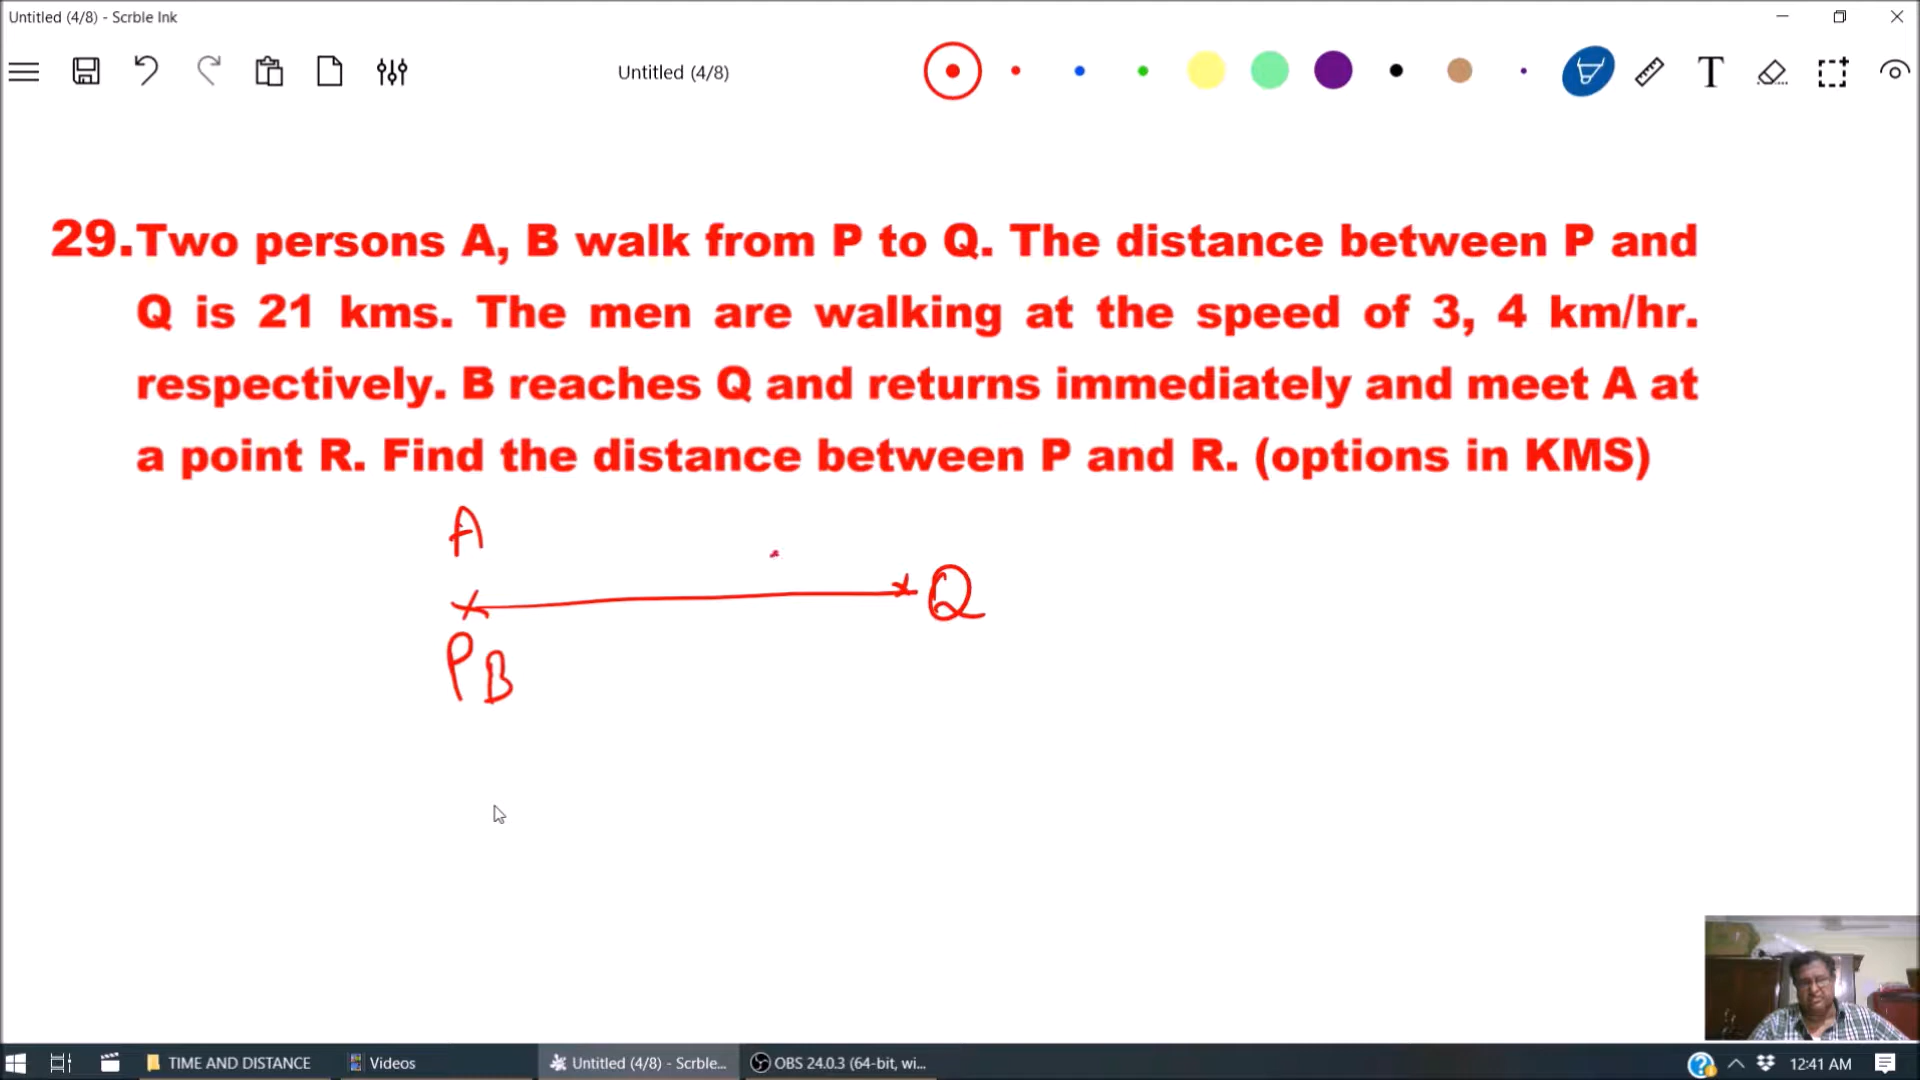 Untitled (4/8) - Scrble Ink
Untitled (4/8)
T
29.Two persons A, B walk from P to Q. The distance between P and
Q is 21 kms. The men are walking at the speed of 3, 4 km/hr.
respectively. B reaches Q and returns immediately and meet A at
a point R. Find the distance between P and R. (options in KMS)
A
Q
P B
TIME AND DISTANCE
Videos
Untitled (4/8) - Scrble...
OBS 24.0.3 (64-bit, wi...
12:41 AM